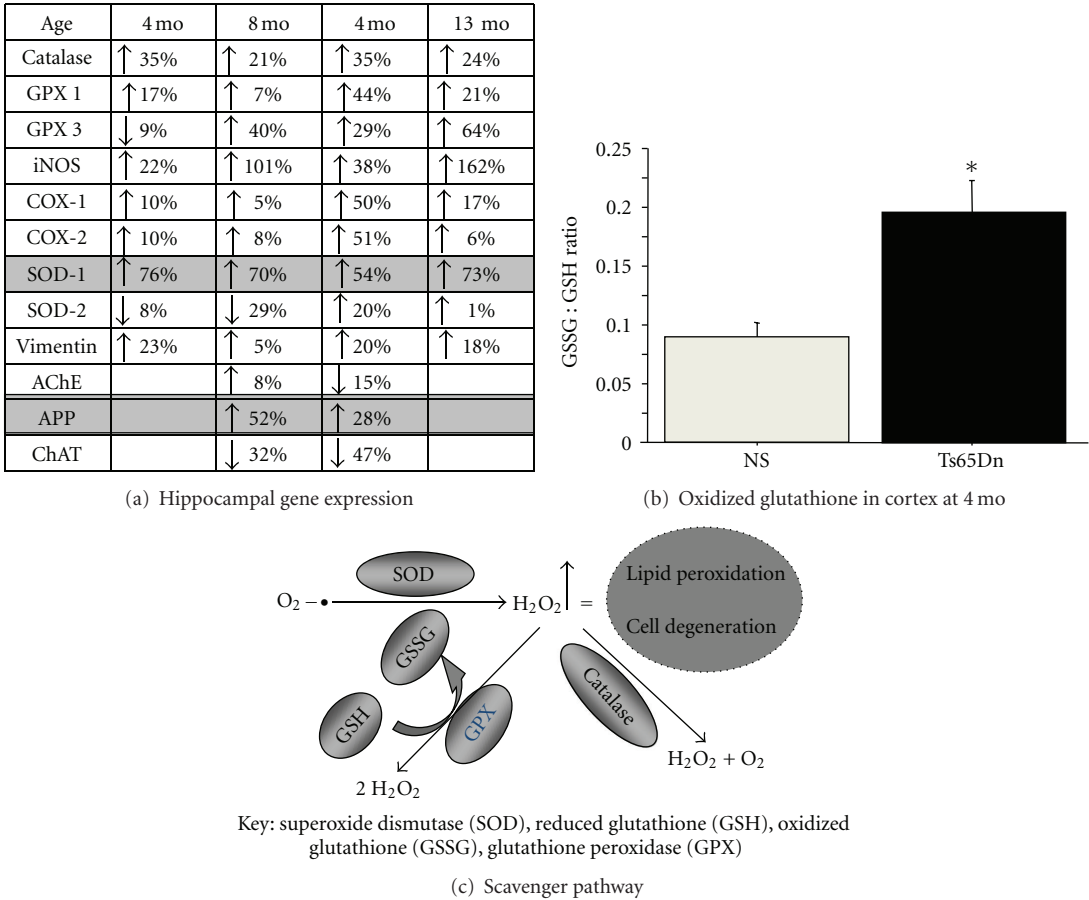 Age 4 mo 8 mo 4 mo 13 mo
Catalase ↑ 35% ↑ 21% ↑ 35% ↑ 24%
GPX 1 ↑ 17% ↑ 7% ↑ 44% ↑ 21%
GPX 3 ↓ 9% ↑ 40% ↑ 29% ↑ 64%
iNOS ↑ 22% ↑ 101% ↑ 38% ↑ 162%
COX-1 ↑ 10% ↑ 5% ↑ 50% ↑ 17%
COX-2 ↑ 10% ↑ 8% ↑ 51% ↑ 6%
SOD-1 ↑ 76% ↑ 70% ↑ 54% ↑ 73%
SOD-2 ↓ 8% ↓ 29% ↑ 20% ↑ 1%
Vimentin ↑ 23% ↑ 5% ↑ 20% ↑ 18%
AChE ↑ 8% ↓ 15%
APP ↑ 52% ↑ 28%
ChAT ↓ 32% ↓ 47%
(a) Hippocampal gene expression
GSSG : GSH ratio
0.25
0.2
0.15
0.1
0.05
0
*
NS Ts65Dn
(b) Oxidized glutathione in cortex at 4 mo
SOD
O₂ −• H₂O₂ ↑ =
Lipid peroxidation
Cell degeneration
GSSG
GSH
GPX
Catalase
2 H₂O₂
H₂O₂ + O₂
Key: superoxide dismutase (SOD), reduced glutathione (GSH), oxidized
glutathione (GSSG), glutathione peroxidase (GPX)
(c) Scavenger pathway